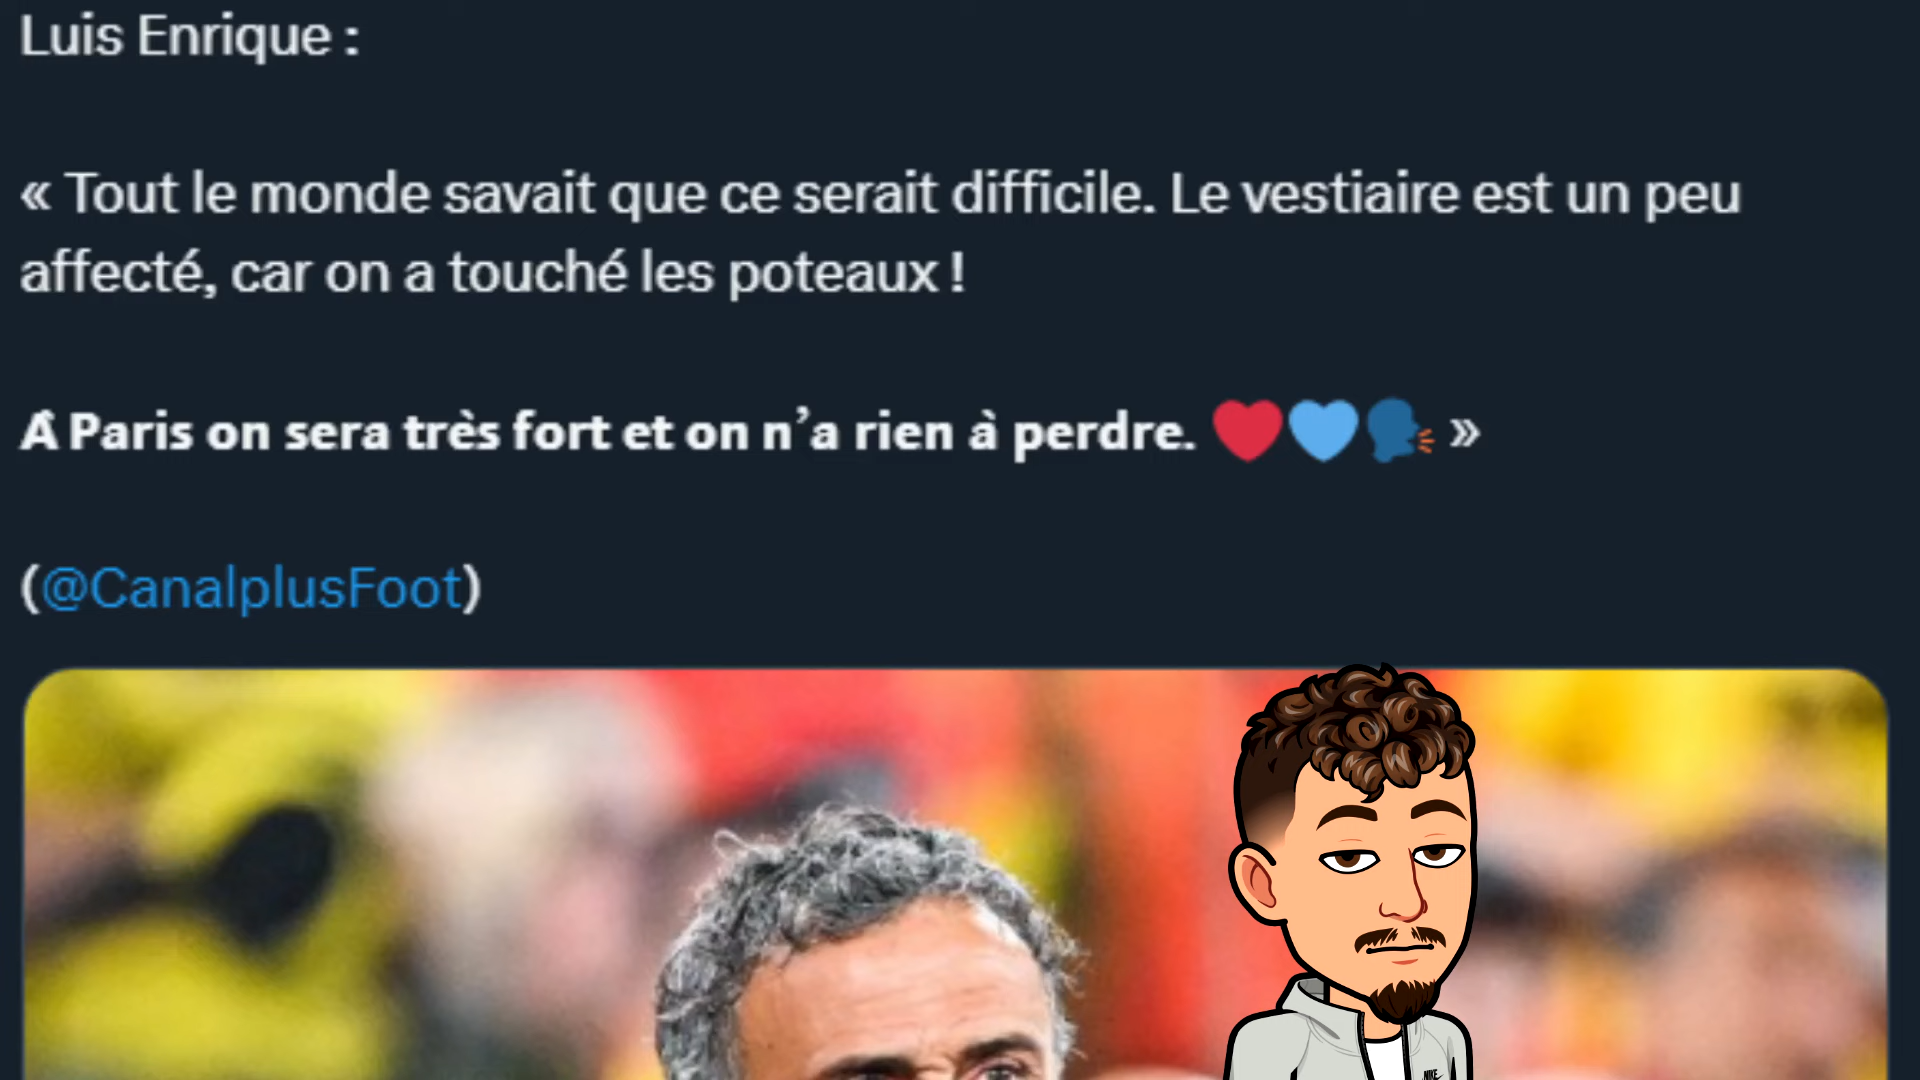 Luis Enrique :
« Tout le monde savait que ce serait difficile. Le vestiaire est un peu
affecté, car on a touché les poteaux !
À Paris on sera très fort et on n’a rien à perdre. ❤️🩵🗣️ »
(@CanalplusFoot)
NIKE